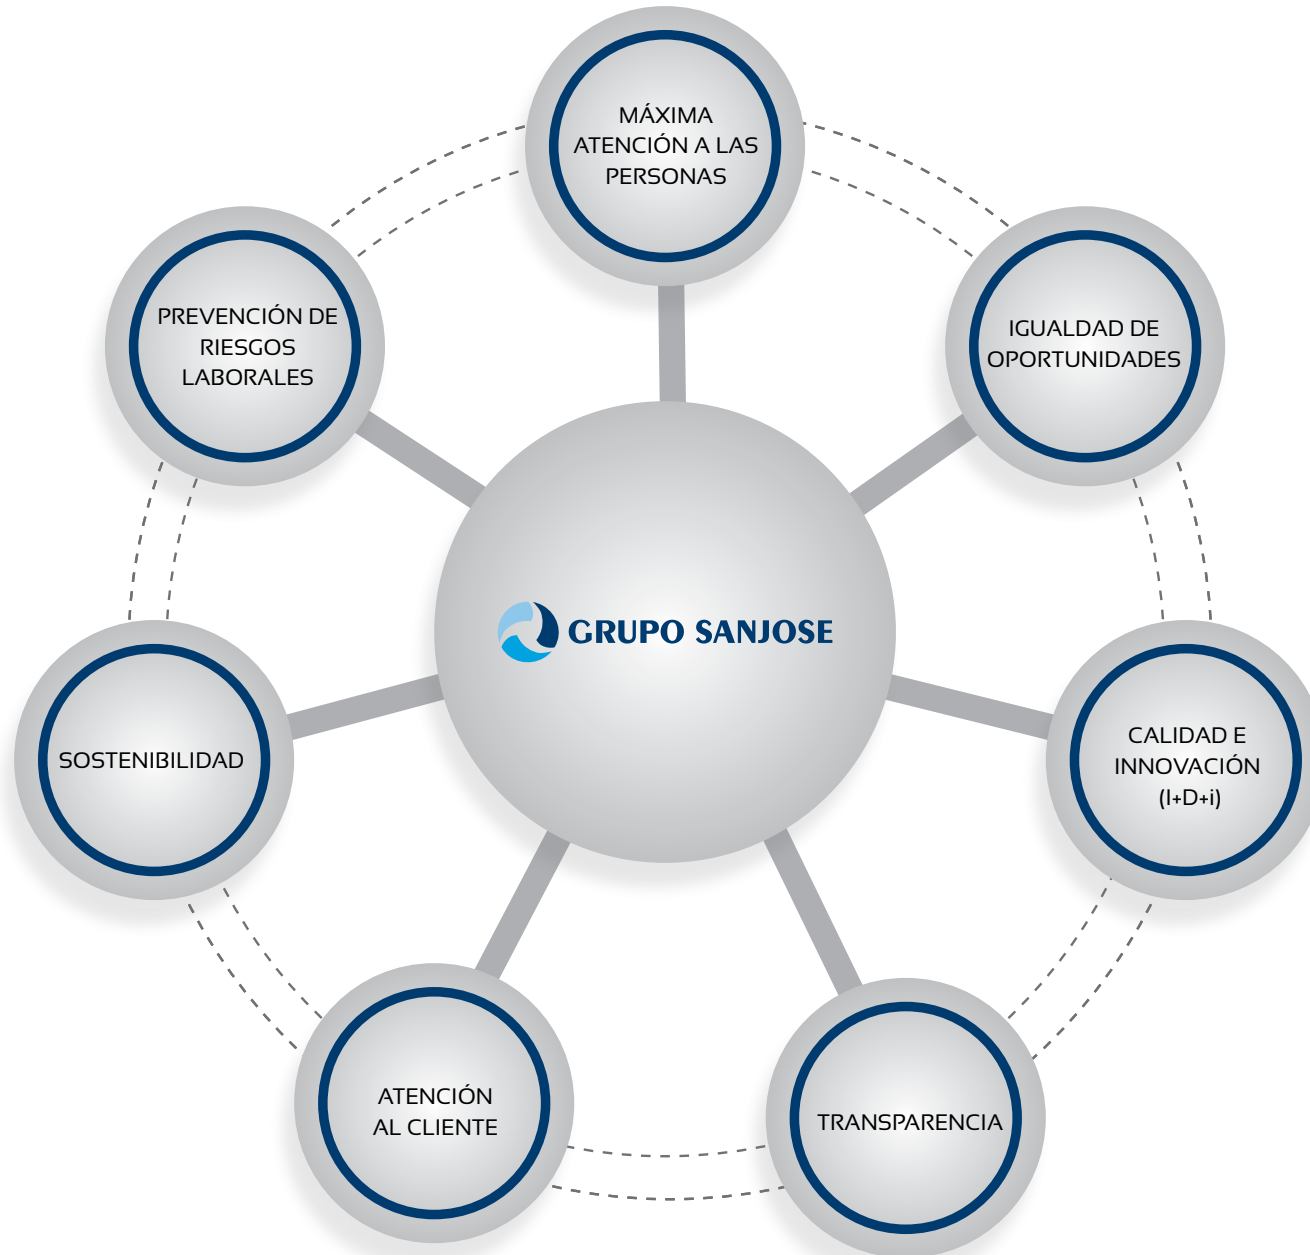 MÁXIMA
ATENCIÓN A LAS
PERSONAS
IGUALDAD DE
OPORTUNIDADES
CALIDAD E
INNOVACIÓN
(I+D+i)
TRANSPARENCIA
ATENCIÓN
AL CLIENTE
SOSTENIBILIDAD
PREVENCIÓN DE
RIESGOS
LABORALES
GRUPO SANJOSE